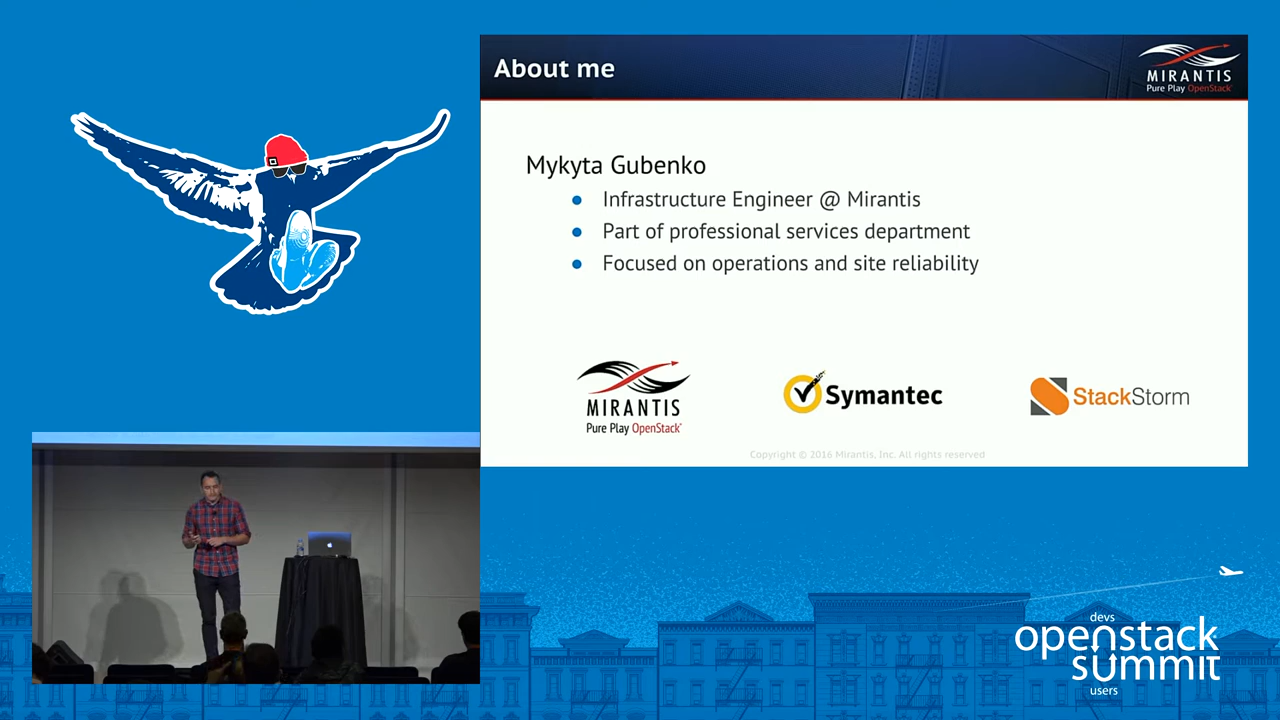 About me
MIRANTIS
Pure Play OpenStack
Mykyta Gubenko
Infrastructure Engineer @ Mirantis
Part of professional services department
Focused on operations and site reliability
MIRANTIS
Pure Play OpenStack
Symantec
StackStorm
Copyright © 2016 Mirantis, Inc. All rights reserved
devs
openstack
summit
users